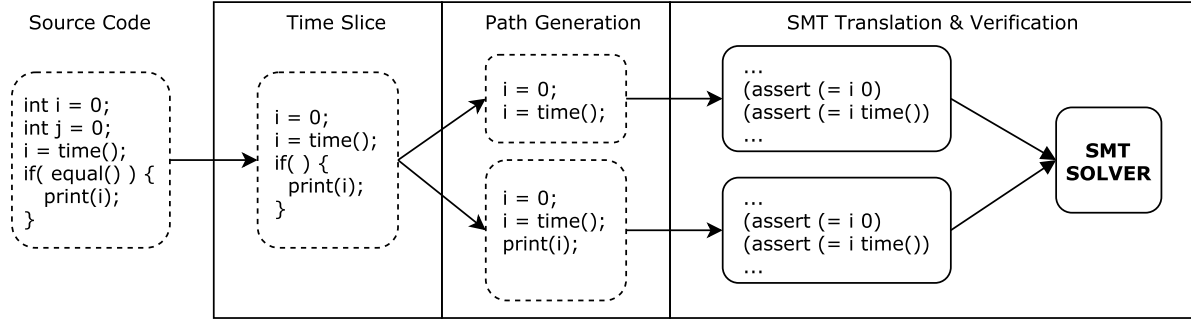 Source Code
int i = 0;
int j = 0;
i = time();
if( equal() ) {
print(i);
}
Time Slice
i = 0;
i = time();
if( ) {
print(i);
}
Path Generation
i = 0;
i = time();
i = 0;
i = time();
print(i);
SMT Translation & Verification
...
(assert (= i 0)
(assert (= i time())
...
...
(assert (= i 0)
(assert (= i time())
...
SMT
SOLVER